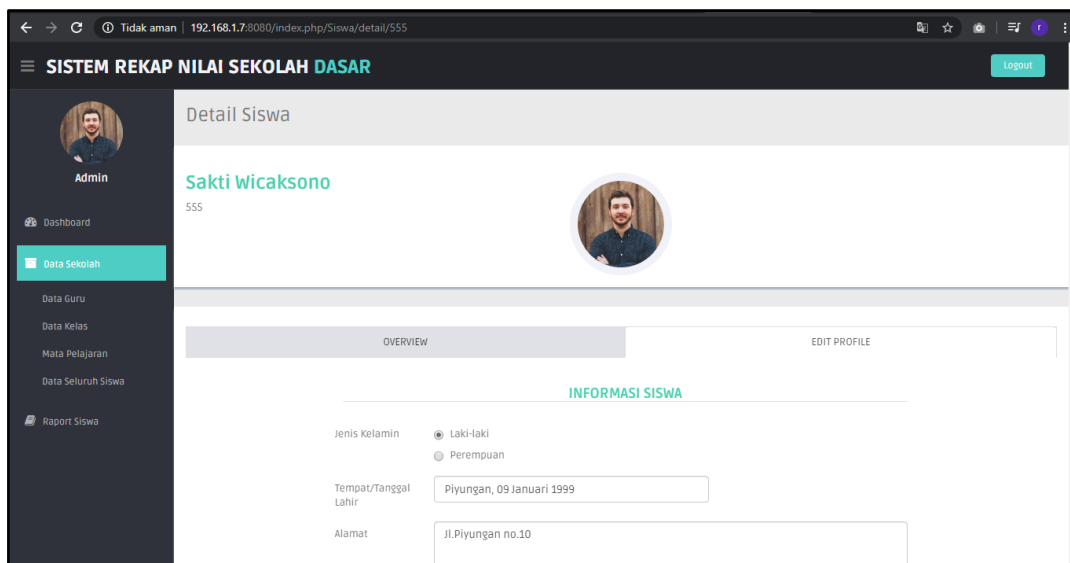 Tidak aman | 192.168.1.7:8080/index.php/Siswa/detail/555
r
SISTEM REKAP NILAI SEKOLAH DASAR
Logout
Admin
Dashboard
Data Sekolah
Data Guru
Data Kelas
Mata Pelajaran
Data Seluruh Siswa
Raport Siswa
Detail Siswa
Sakti Wicaksono
555
OVERVIEW
EDIT PROFILE
INFORMASI SISWA
Jenis Kelamin
Laki-laki
Perempuan
Tempat/Tanggal
Lahir
Piyungan, 09 Januari 1999
Alamat
Jl.Piyungan no.10